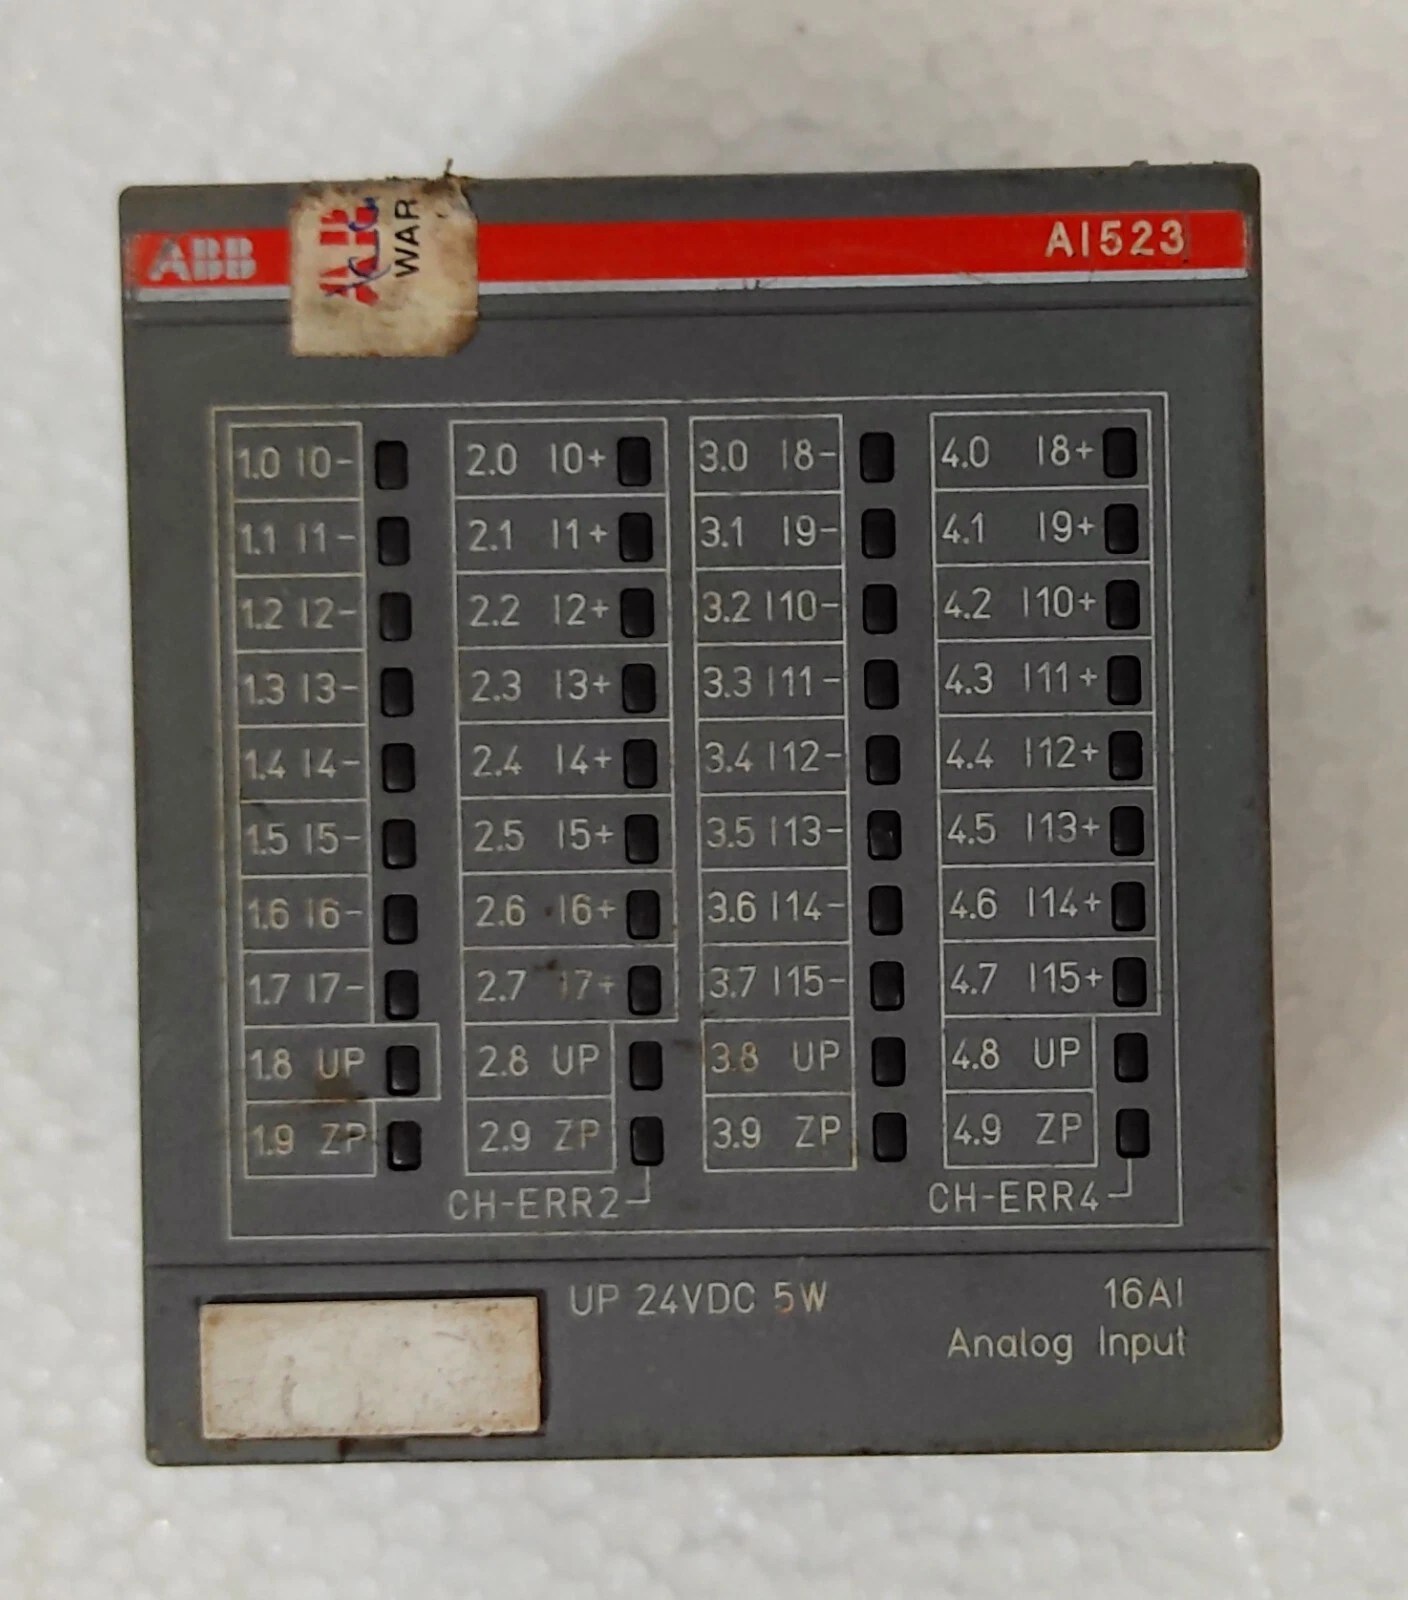 ABB WAR AI523
1.0 I0- 2.0 I0+ 3.0 I8- 4.0 I8+
1.1 I1- 2.1 I1+ 3.1 I9- 4.1 I9+
1.2 I2- 2.2 I2+ 3.2 I10- 4.2 I10+
1.3 I3- 2.3 I3+ 3.3 I11- 4.3 I11+
1.4 I4- 2.4 I4+ 3.4 I12- 4.4 I12+
1.5 I5- 2.5 I5+ 3.5 I13- 4.5 I13+
1.6 I6- 2.6 I6+ 3.6 I14- 4.6 I14+
1.7 I7- 2.7 I7+ 3.7 I15- 4.7 I15+
1.8 UP 2.8 UP 3.8 UP 4.8 UP
1.9 ZP 2.9 ZP 3.9 ZP 4.9 ZP
CH-ERR2 CH-ERR4
UP 24VDC 5W 16AI
Analog Input